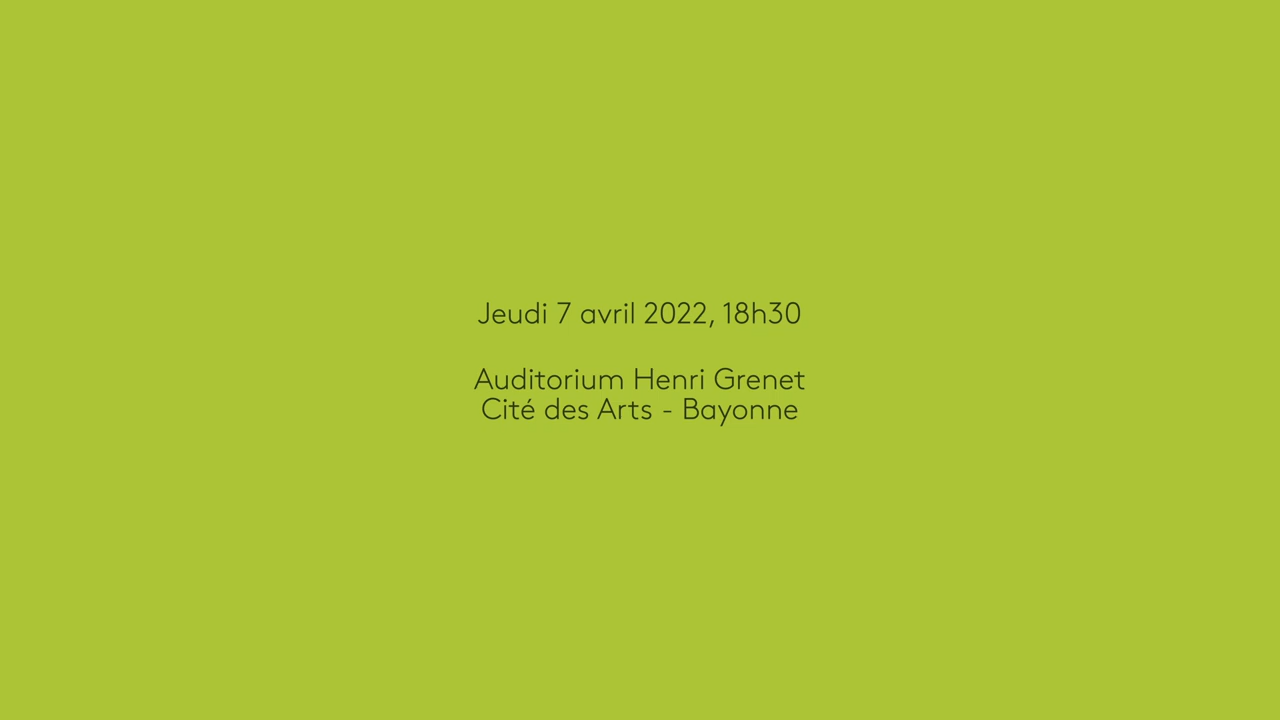 Jeudi 7 avril 2022, 18h30
Auditorium Henri Grenet
Cité des Arts - Bayonne